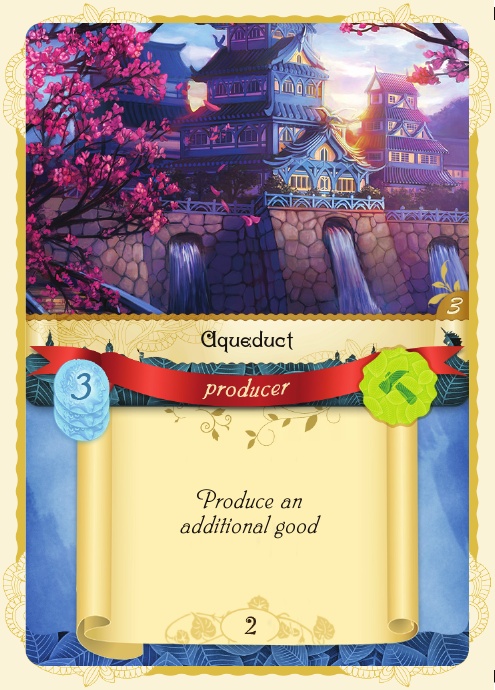 3
Aqueduct
producer
3
Produce an
additional good
2